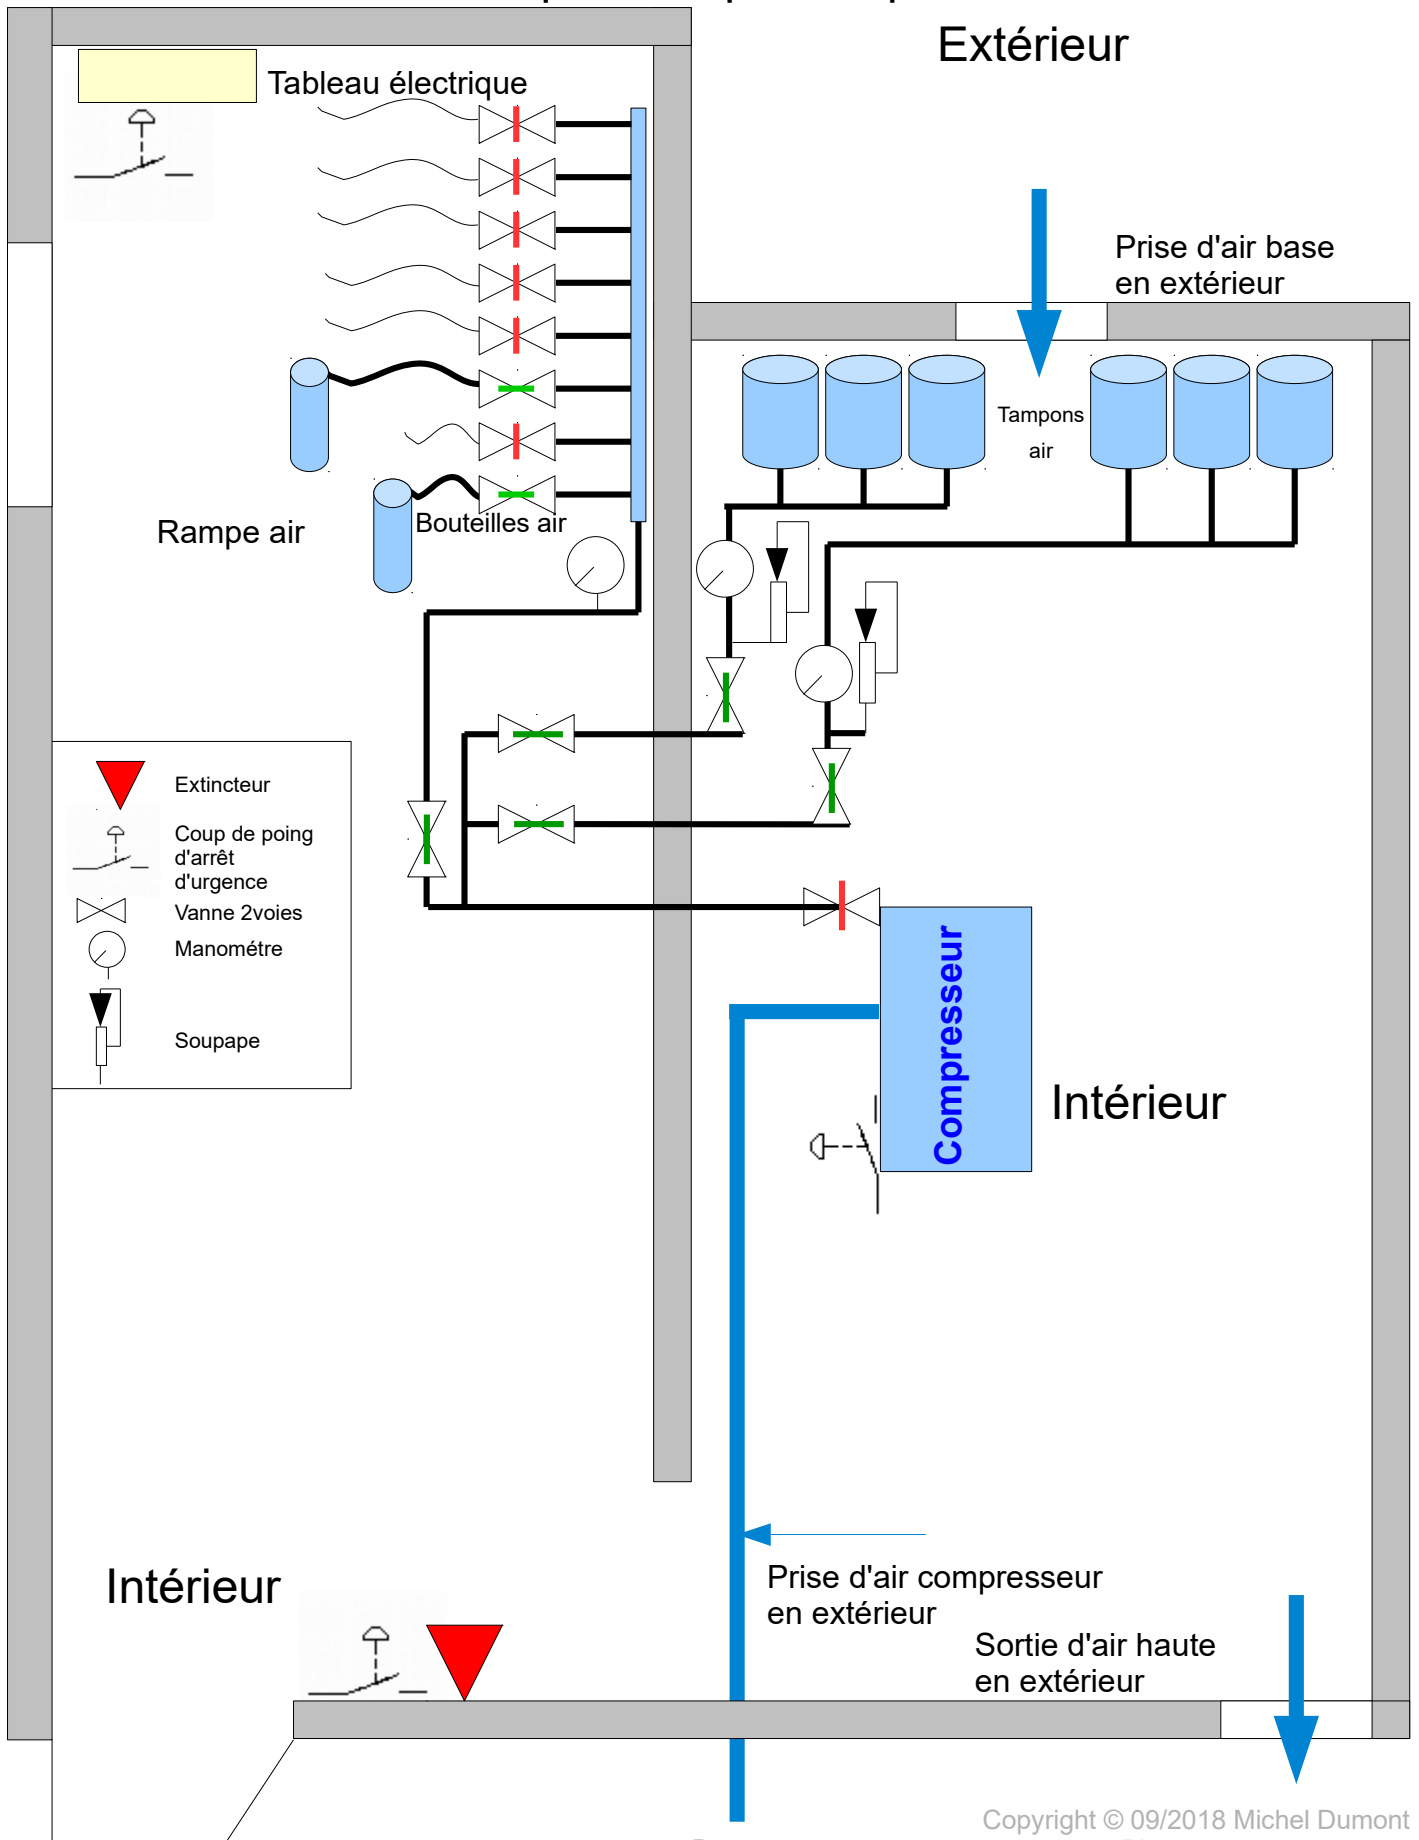 Extérieur
Tableau électrique
Prise d'air base
en extérieur
Tampons
air
Bouteilles air
Rampe air
Extincteur
Coup de poing
d'arrêt
d'urgence
Vanne 2voies
Manométre
Soupape
Compresseur
Intérieur
Intérieur
Prise d'air compresseur
en extérieur
Sortie d'air haute
en extérieur
Copyright © 09/2018 Michel Dumont